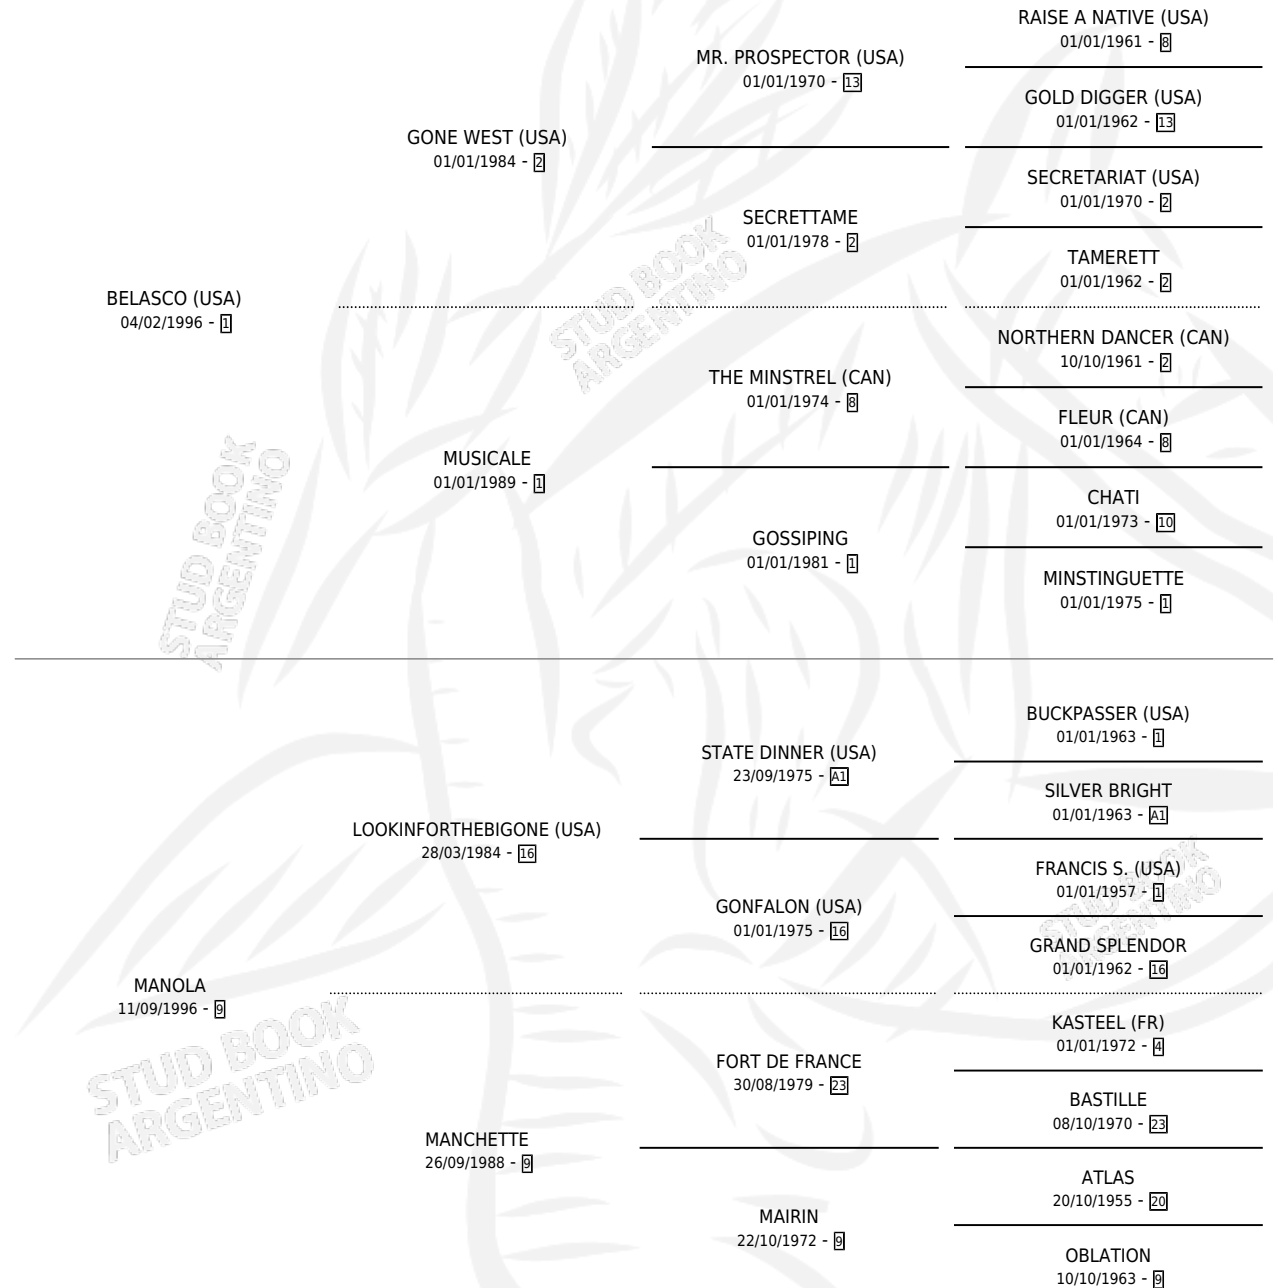 RAISE A NATIVE (USA)
01/01/1961 - 8
MR. PROSPECTOR (USA)
01/01/1970 - 13
GOLD DIGGER (USA)
01/01/1962 - 13
GONE WEST (USA)
01/01/1984 - 2
SECRETARIAT (USA)
01/01/1970 - 2
SECRETTAME
01/01/1978 - 2
TAMERETT
01/01/1962 - 2
BELASCO (USA)
04/02/1996 - 1
NORTHERN DANCER (CAN)
10/10/1961 - 2
THE MINSTREL (CAN)
01/01/1974 - 8
FLEUR (CAN)
01/01/1964 - 8
MUSICALE
01/01/1989 - 1
CHATI
01/01/1973 - 10
GOSSIPING
01/01/1981 - 1
MINSTINGUETTE
01/01/1975 - 1
BUCKPASSER (USA)
01/01/1963 - 1
STATE DINNER (USA)
23/09/1975 - A1
SILVER BRIGHT
01/01/1963 - A1
LOOKINFORTHEBIGONE (USA)
28/03/1984 - 16
FRANCIS S. (USA)
01/01/1957 - 1
GONFALON (USA)
01/01/1975 - 16
GRAND SPLENDOR
01/01/1962 - 16
MANOLA
11/09/1996 - 9
KASTEEL (FR)
01/01/1972 - 4
FORT DE FRANCE
30/08/1979 - 23
BASTILLE
08/10/1970 - 23
MANCHETTE
26/09/1988 - 9
ATLAS
20/10/1955 - 20
MAIRIN
22/10/1972 - 9
OBLATION
10/10/1963 - 9
STUD BOOK
ARGENTINO
STUD BOOK
ARGENTINO
STUD BOOK
ARGENTINO
STUD BOOK
ARGENTINO